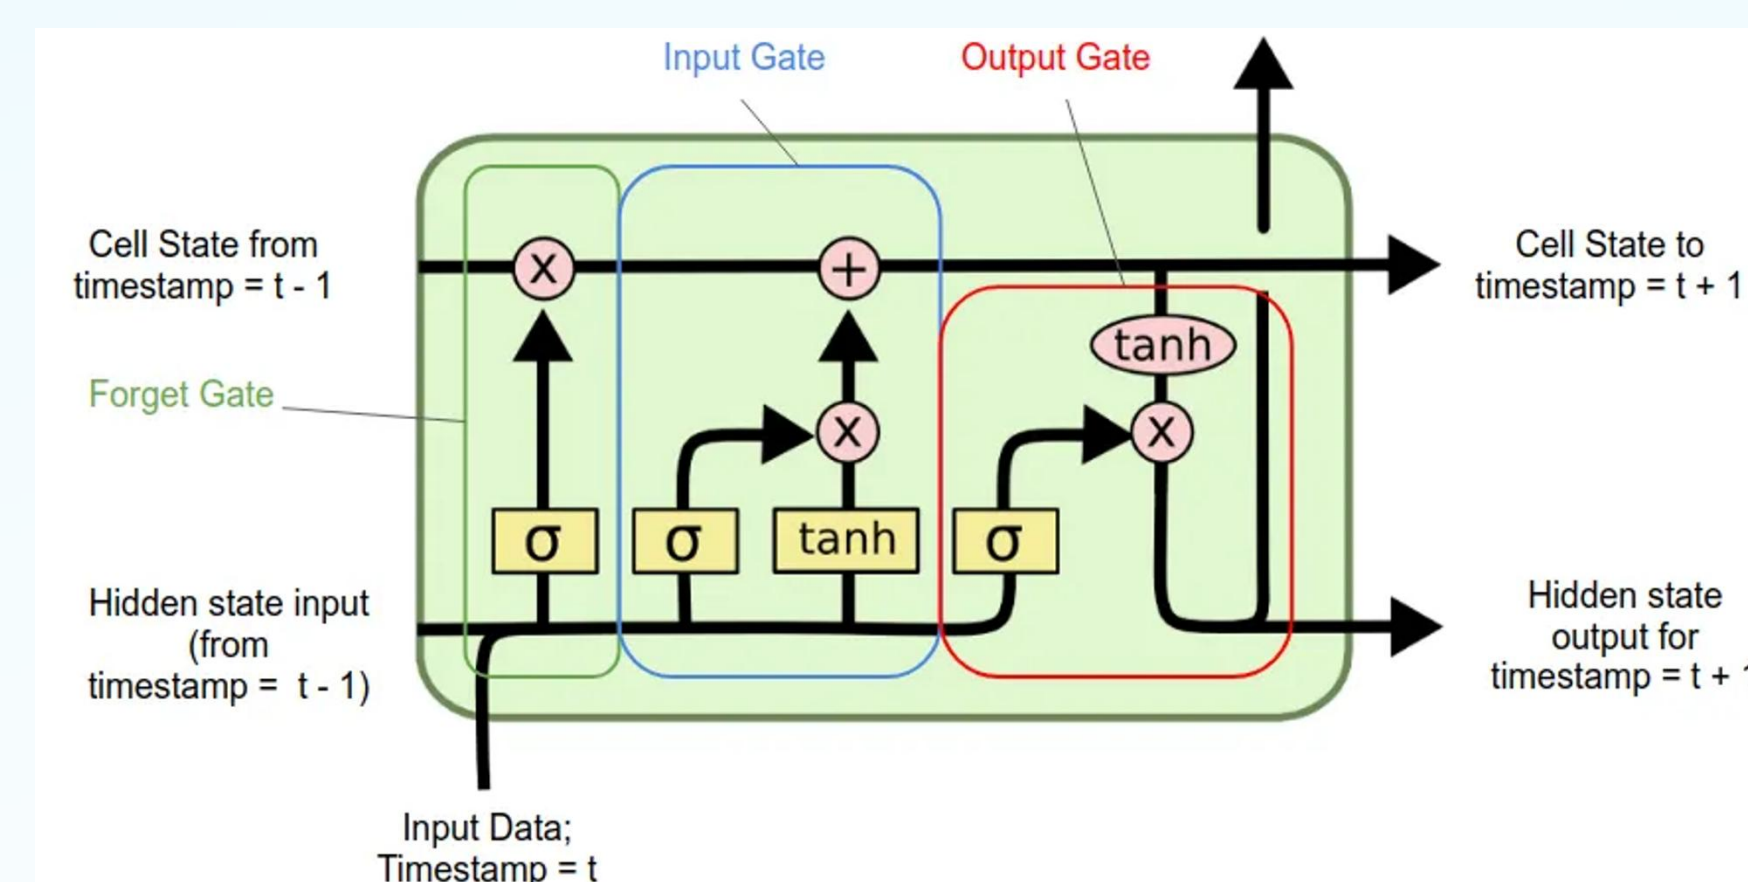 Input Gate
Output Gate
Cell State from
timestamp = t - 1
x
+
Cell State to
timestamp = t + 1
tanh
Forget Gate
x
x
σ
σ
tanh
σ
Hidden state input
(from
timestamp =  t - 1)
Hidden state
output for
timestamp = t +
Input Data;
Timestamp = t